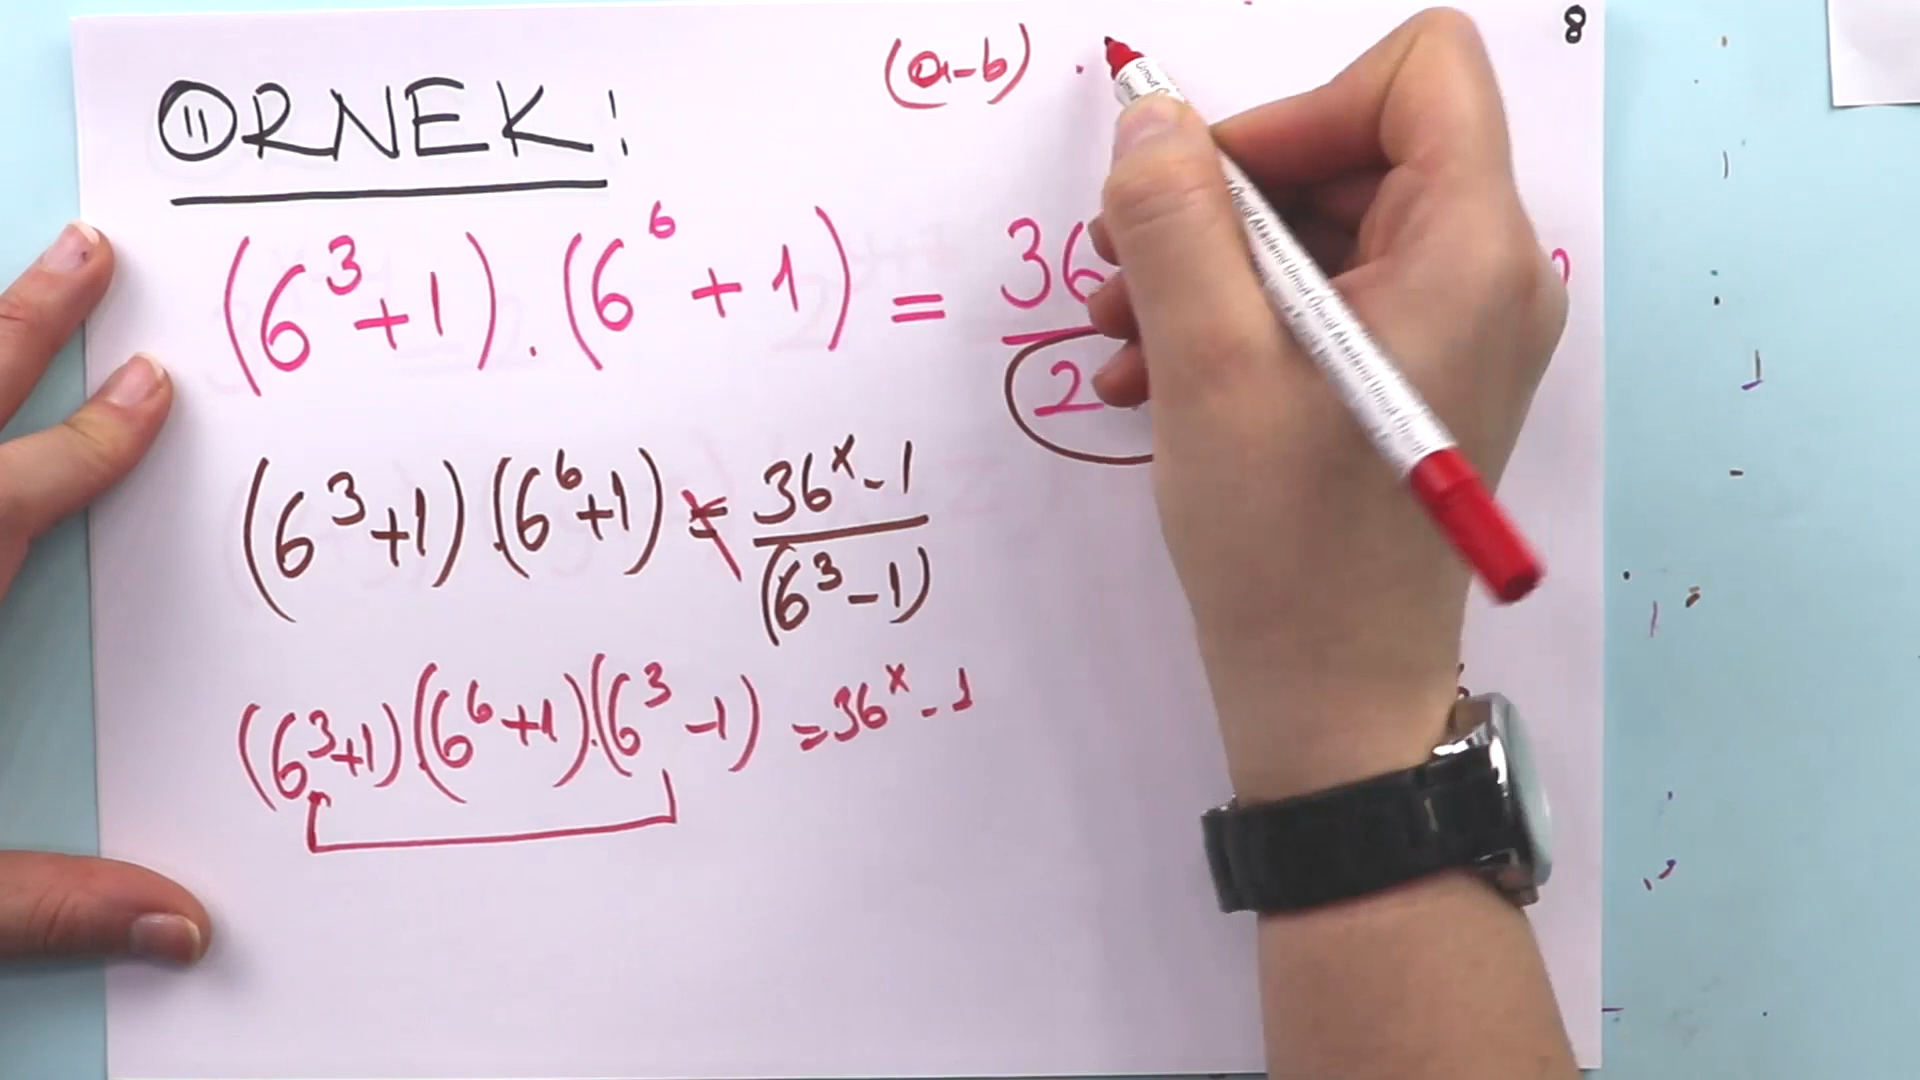 8
(a-b) .
ÖRNEK:
(6³+1).(6⁶+1) = 36
2
(6³+1)(6⁶+1) = 36ˣ-1
(6³-1)
(6³+1)(6⁶+1).(6³-1) = 36ˣ-1